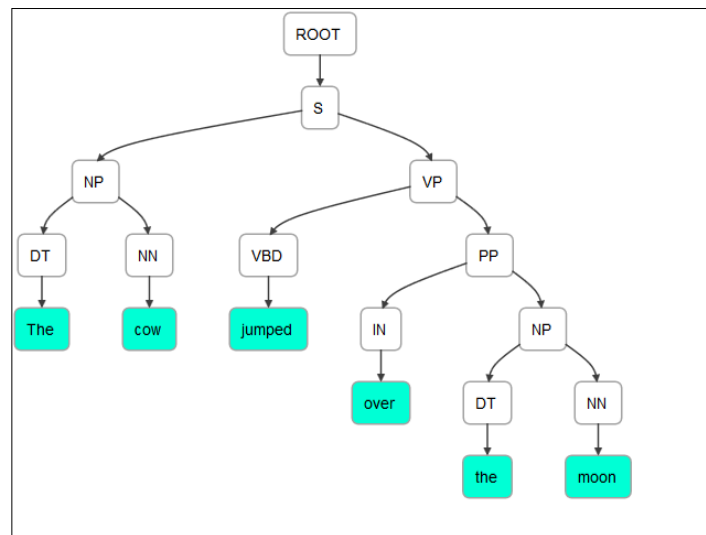 ROOT
S
NP VP
DT NN VBD PP
The cow jumped IN NP
over DT NN
the moon